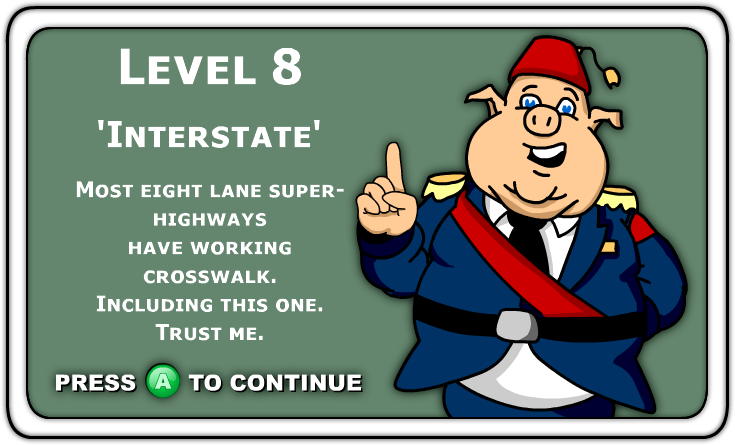 Level 8
'Interstate'
Most eight lane super-
highways
have working
crosswalk.
Including this one.
Trust me.
PRESS A TO CONTINUE